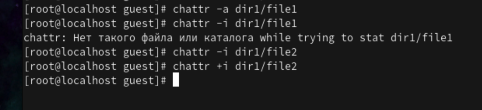 [root@localhost guest]# chattr -a dir1/file1
[root@localhost guest]# chattr -i dir1/file1
chattr: Нет такого файла или каталога while trying to stat dir1/file1
[root@localhost guest]# chattr -i dir1/file2
[root@localhost guest]# chattr +i dir1/file2
[root@localhost guest]#